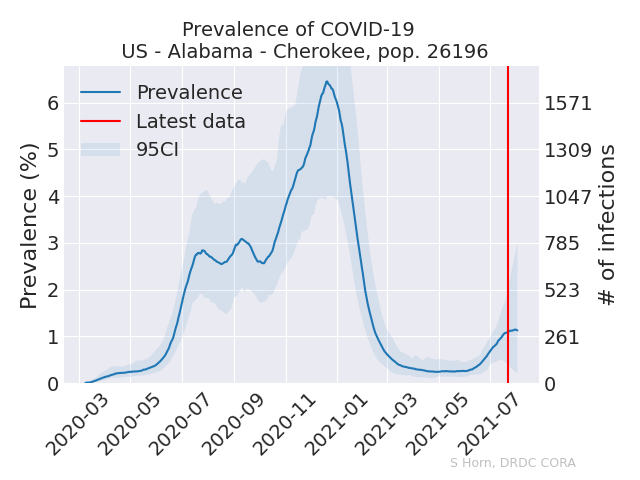 Prevalence of COVID-19
US - Alabama - Cherokee, pop. 26196
Prevalence
Latest data
95CI
Prevalence (%)
6
5
4
3
2
1
0
1571
1309
1047
785
523
261
0
# of infections
2020-03
2020-05
2020-07
2020-09
2020-11
2021-01
2021-03
2021-05
2021-07
S Horn, DRDC CORA